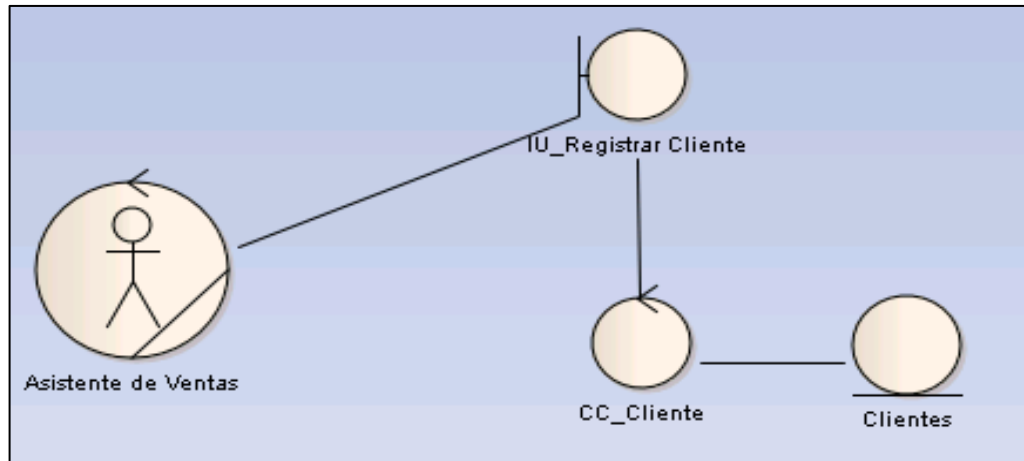 IU_Registrar Cliente
Asistente de Ventas
CC_Cliente
Clientes